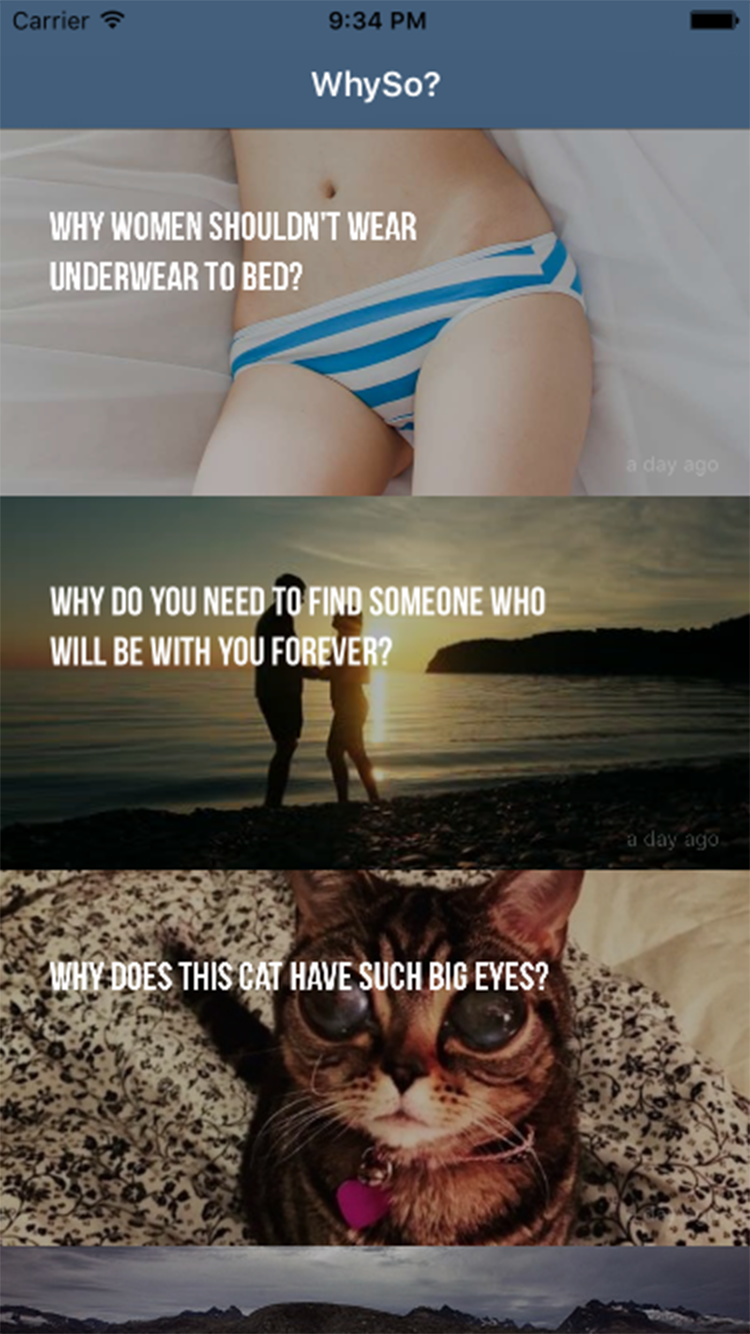 Carrier 9:34 PM
WhySo?
WHY WOMEN SHOULDN'T WEAR
UNDERWEAR TO BED?
a day ago
WHY DO YOU NEED TO FIND SOMEONE WHO
WILL BE WITH YOU FOREVER?
a day ago
WHY DOES THIS CAT HAVE SUCH BIG EYES?